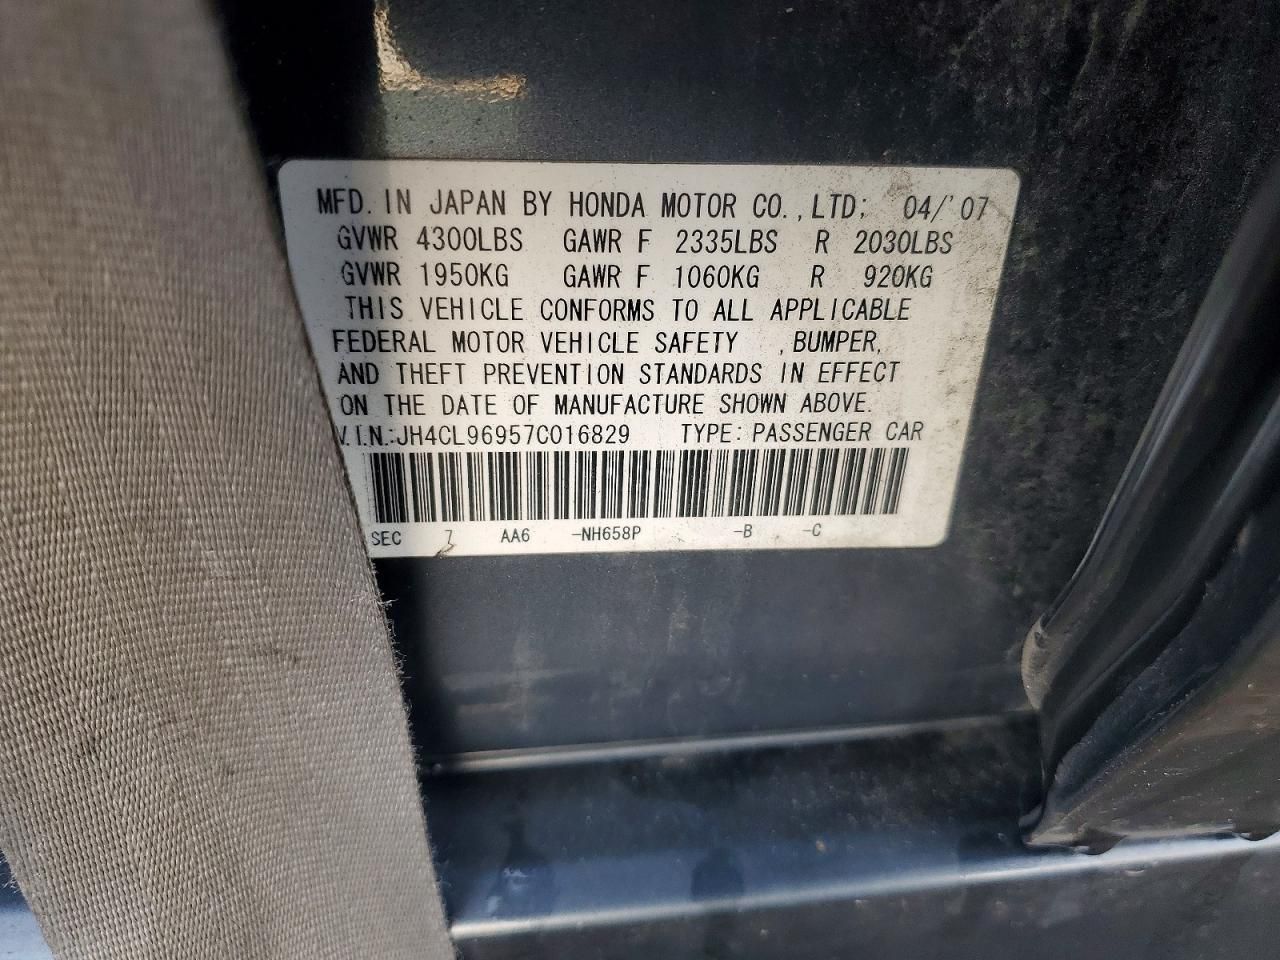 MFD. IN JAPAN BY HONDA MOTOR CO., LTD; 04/'07
GVWR 4300LBS GAWR F 2335LBS R 2030LBS
GVWR 1950KG GAWR F 1060KG R 920KG
THIS VEHICLE CONFORMS TO ALL APPLICABLE
FEDERAL MOTOR VEHICLE SAFETY , BUMPER,
AND THEFT PREVENTION STANDARDS IN EFFECT
ON THE DATE OF MANUFACTURE SHOWN ABOVE.
V.I.N.:JH4CL96957C016829 TYPE: PASSENGER CAR
SEC 7 AA6 -NH658P -B -C